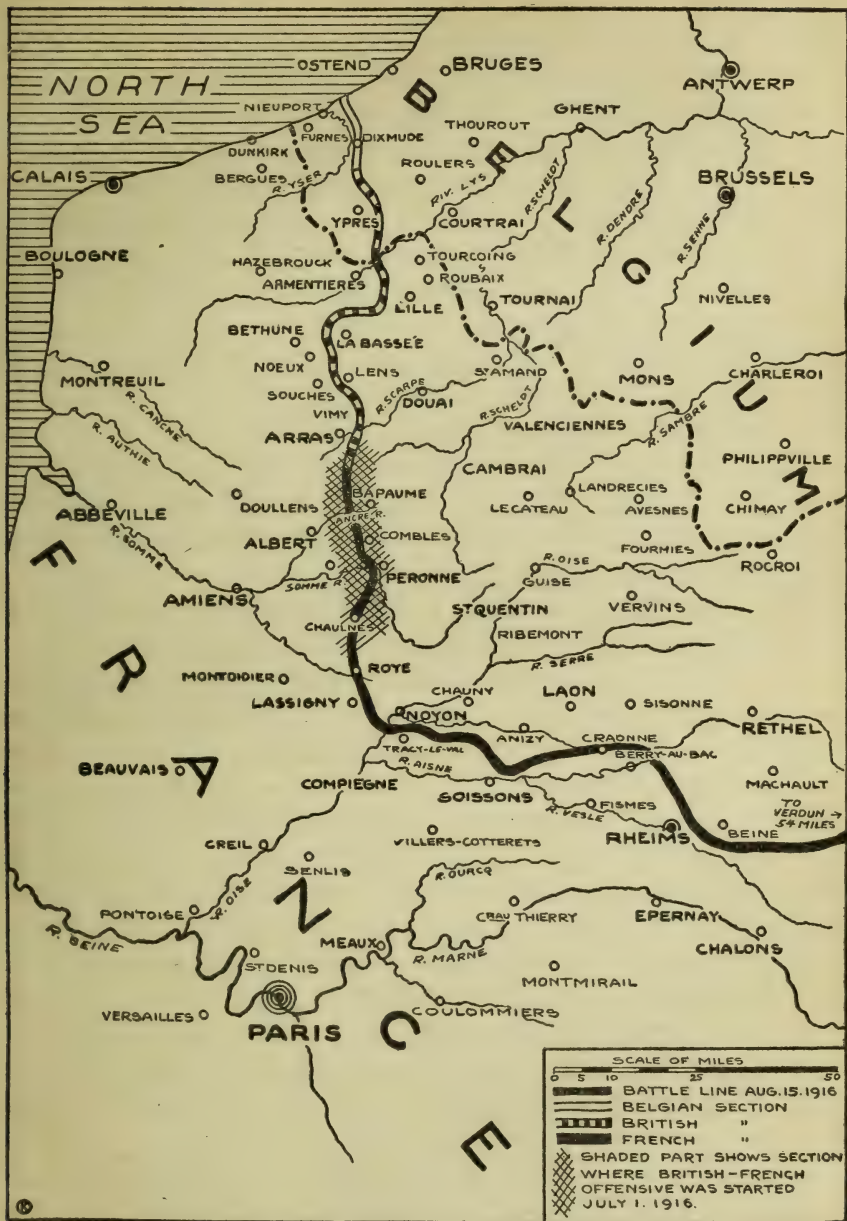 NORTH
SEA
OSTEND
BRUGES
ANTWERP
NIEUPORT
FURNES
DIXMUDE
THOUROUT
GHENT
DUNKIRK
BERGUES
R. YSER
ROULERS
RIV. LYS
R. SCHELDT
R. DENDRE
BRUSSELS
R. SENNE
CALAIS
YPRES
COURTRAI
BOULOGNE
HAZEBROUCK
ARMENTIERES
TOURCOING
ROUBAIX
LILLE
TOURNAI
NIVELLES
BETHUNE
LA BASSÉE
NOEUX
LENS
ST AMAND
MONS
CHARLEROI
MONTREUIL
SOUCHES
VIMY
R. SCARPE
DOUAI
R. SCHELDT
R. CANCHE
R. AUTHIE
ARRAS
VALENCIENNES
R. SAMBRE
PHILIPPVILLE
CAMBRAI
LANDRECIES
ABBEVILLE
DOULLENS
BAPAUME
LE CATEAU
AVESNES
CHIMAY
R. SOMME
ANCRE R.
ALBERT
COMBLES
FOURMIES
ROCROI
SOMME R.
PERONNE
R. OISE
GUISE
AMIENS
ST QUENTIN
VERVINS
CHAULNES
RIBEMONT
R. SERRE
MONTDIDIER
ROYE
LASSIGNY
CHAUNY
LAON
SISONNE
NOYON
RETHEL
ANIZY
CRAONNE
TRACY-LE-VAL
BERRY-AU-BAC
BEAUVAIS
R. AISNE
COMPIEGNE
SOISSONS
MACHAULT
R. VESLE
FISMES
TO
VERDUN →
54 MILES
RHEIMS
BEINE
CREIL
SENLIS
VILLERS-COTTERETS
R. OURCQ
R. OISE
PONTOISE
CHAU THIERRY
EPERNAY
R. BEINE
MEAUX
R. MARNE
CHALONS
ST DENIS
MONTMIRAIL
VERSAILLES
PARIS
COULOMMIERS
BELGIUM
FRANCE
SCALE OF MILES
0 5 10 25 50
BATTLE LINE AUG. 15. 1916
BELGIAN SECTION
BRITISH "
FRENCH "
SHADED PART SHOWS SECTION
WHERE BRITISH-FRENCH
OFFENSIVE WAS STARTED
JULY 1. 1916.